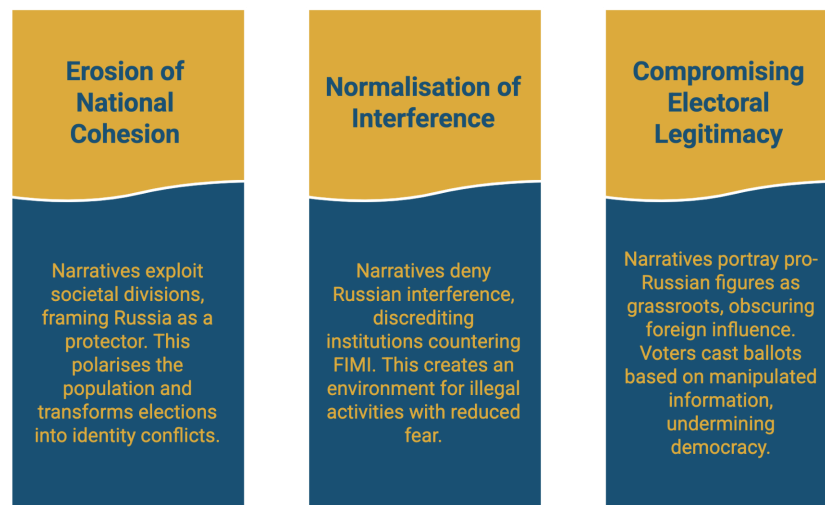 Erosion of
National
Cohesion
Narratives exploit
societal divisions,
framing Russia as a
protector. This
polarises the
population and
transforms elections
into identity conflicts.
Normalisation of
Interference
Narratives deny
Russian interference,
discrediting
institutions countering
FIMI. This creates an
environment for illegal
activities with reduced
fear.
Compromising
Electoral
Legitimacy
Narratives portray pro-
Russian figures as
grassroots, obscuring
foreign influence.
Voters cast ballots
based on manipulated
information,
undermining
democracy.